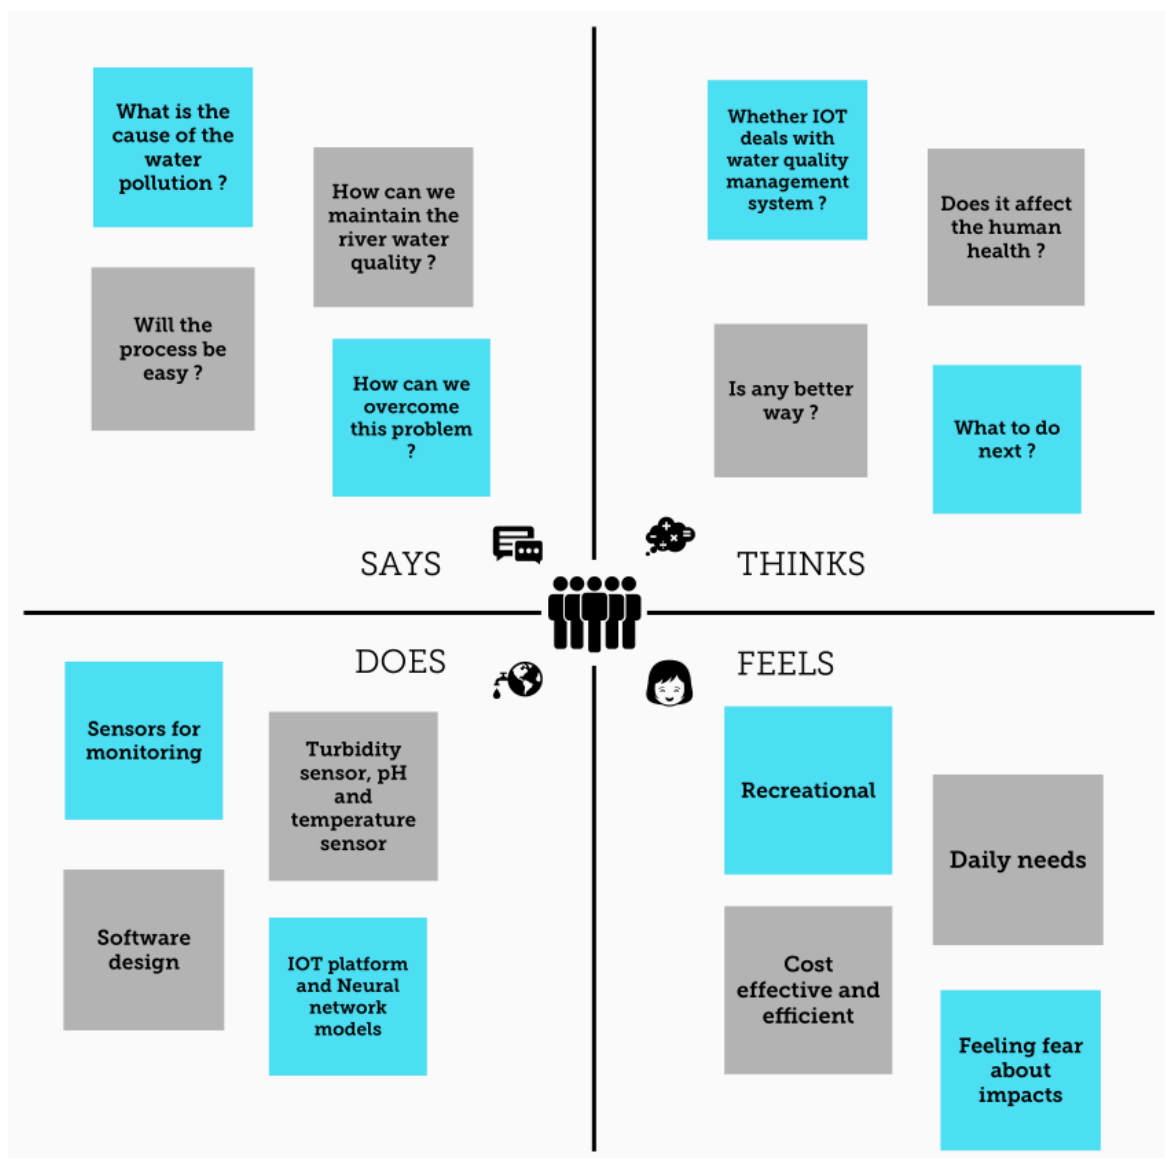 What is the
cause of the
water
pollution ?
How can we
maintain the
river water
quality ?
Will the
process be
easy ?
How can we
overcome
this problem
?
SAYS
Whether IOT
deals with
water quality
management
system ?
Does it affect
the human
health ?
Is any better
way ?
What to do
next ?
THINKS
DOES
Sensors for
monitoring
Turbidity
sensor, pH
and
temperature
sensor
Software
design
IOT platform
and Neural
network
models
FEELS
Recreational
Daily needs
Cost
effective and
efficient
Feeling fear
about
impacts